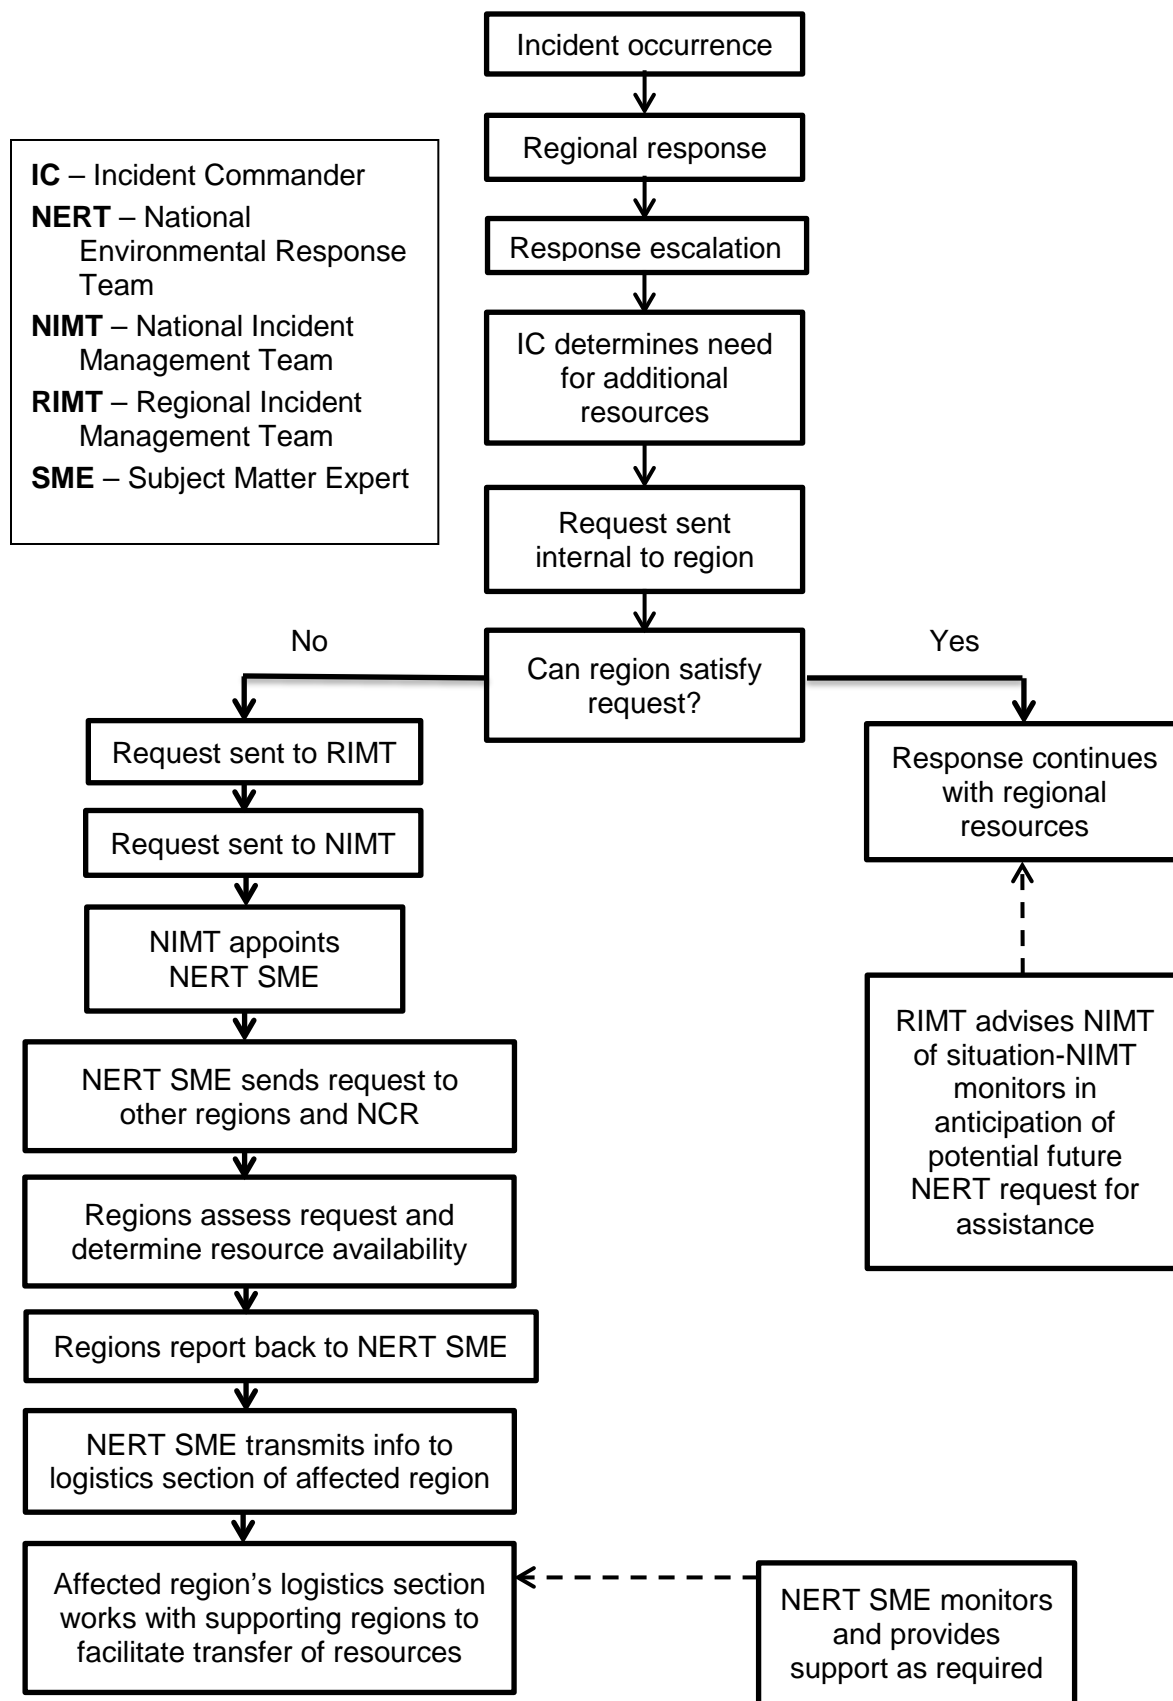 Incident occurrence
Regional response
IC – Incident Commander
NERT – National
Environmental Response
Team
NIMT – National Incident
Management Team
RIMT – Regional Incident
Management Team
SME – Subject Matter Expert
Response escalation
IC determines need
for additional
resources
Request sent
internal to region
No
Can region satisfy
request?
Yes
Request sent to RIMT
Request sent to NIMT
NIMT appoints
NERT SME
NERT SME sends request to
other regions and NCR
Regions assess request and
determine resource availability
Regions report back to NERT SME
NERT SME transmits info to
logistics section of affected region
Affected region’s logistics section
works with supporting regions to
facilitate transfer of resources
Response continues
with regional
resources
RIMT advises NIMT
of situation-NIMT
monitors in
anticipation of
potential future
NERT request for
assistance
NERT SME monitors
and provides
support as required